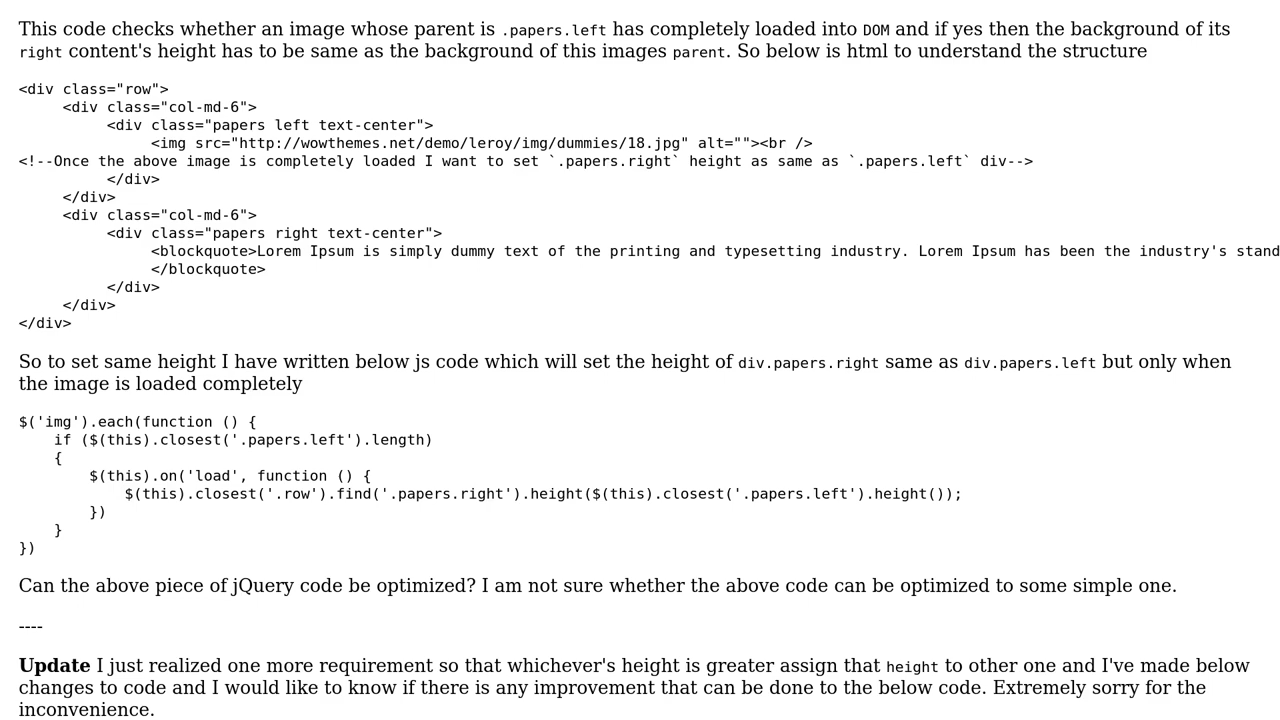 This code checks whether an image whose parent is .papers.left has completely loaded into DOM and if yes then the background of its
right content's height has to be same as the background of this images parent. So below is html to understand the structure
<div class="row">
<div class="col-md-6">
<div class="papers left text-center">
<img src="http://wowthemes.net/demo/leroy/img/dummies/18.jpg" alt=""><br />
<!--Once the above image is completely loaded I want to set `.papers.right` height as same as `.papers.left` div-->
</div>
</div>
<div class="col-md-6">
<div class="papers right text-center">
<blockquote>Lorem Ipsum is simply dummy text of the printing and typesetting industry. Lorem Ipsum has been the industry's stand
</blockquote>
</div>
</div>
</div>
So to set same height I have written below js code which will set the height of div.papers.right same as div.papers.left but only when
the image is loaded completely
$('img').each(function () {
if ($(this).closest('.papers.left').length)
{
$(this).on('load', function () {
$(this).closest('.row').find('.papers.right').height($(this).closest('.papers.left').height());
})
}
})
Can the above piece of jQuery code be optimized? I am not sure whether the above code can be optimized to some simple one.
----
Update I just realized one more requirement so that whichever's height is greater assign that height to other one and I've made below
changes to code and I would like to know if there is any improvement that can be done to the below code. Extremely sorry for the
inconvenience.